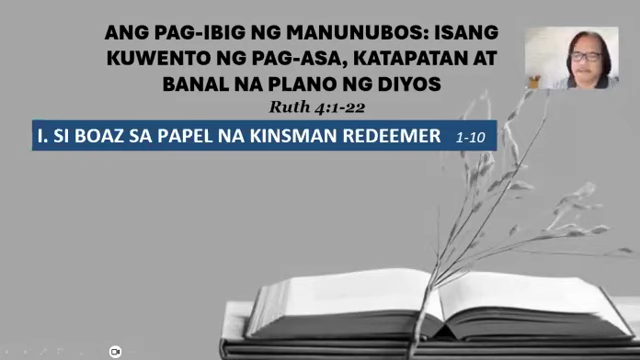 ANG PAG-IBIG NG MANUNUBOS: ISANG
KUWENTO NG PAG-ASA, KATAPATAN AT
BANAL NA PLANO NG DIYOS
Ruth 4:1-22
I. SI BOAZ SA PAPEL NA KINSMAN REDEEMER 1-10